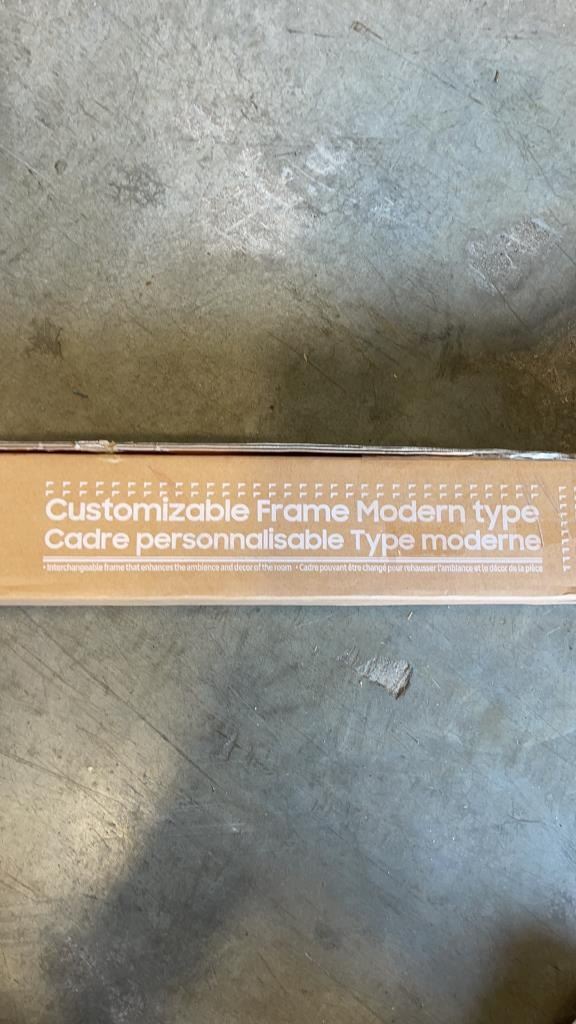 Customizable Frame Modern type
Cadre personnalisable Type moderne
• Interchangeable frame that enhances the ambience and decor of the room • Cadre pouvant être changé pour rehausser l'ambiance et le décor de la pièce